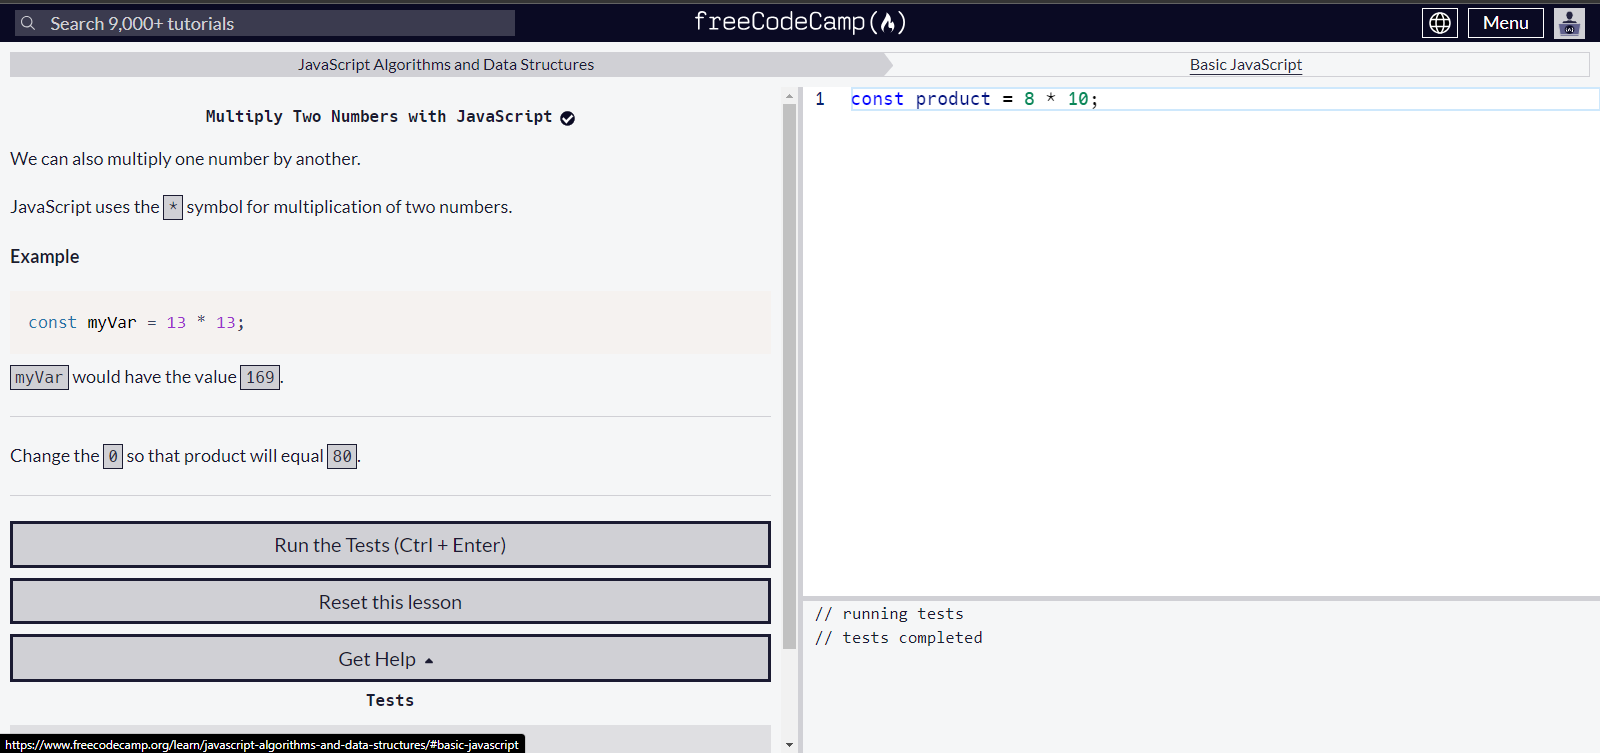 Search 9,000+ tutorials
freeCodeCamp
Menu
JavaScript Algorithms and Data Structures
Basic JavaScript
Multiply Two Numbers with JavaScript
We can also multiply one number by another.
JavaScript uses the * symbol for multiplication of two numbers.
Example
const myVar = 13 * 13;
myVar would have the value 169.
Change the 0 so that product will equal 80.
Run the Tests (Ctrl + Enter)
Reset this lesson
Get Help
Tests
https://www.freecodecamp.org/learn/javascript-algorithms-and-data-structures/#basic-javascript
1 const product = 8 * 10;
// running tests
// tests completed